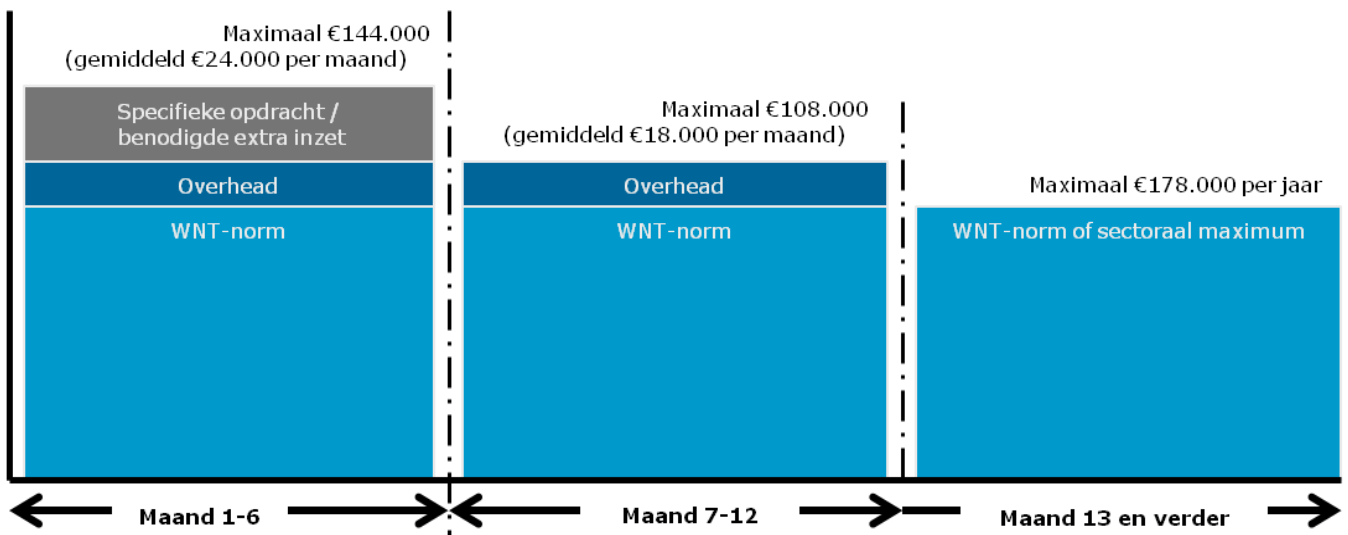 Maximaal €144.000
(gemiddeld €24.000 per maand)
Specifieke opdracht /
benodigde extra inzet
Overhead
WNT-norm
Maand 1-6
Maximaal €108.000
(gemiddeld €18.000 per maand)
Overhead
WNT-norm
Maand 7-12
Maximaal €178.000 per jaar
WNT-norm of sectoraal maximum
Maand 13 en verder